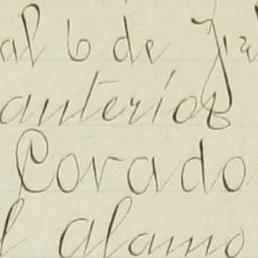 al 6 de
anterior
Corado
l alamo